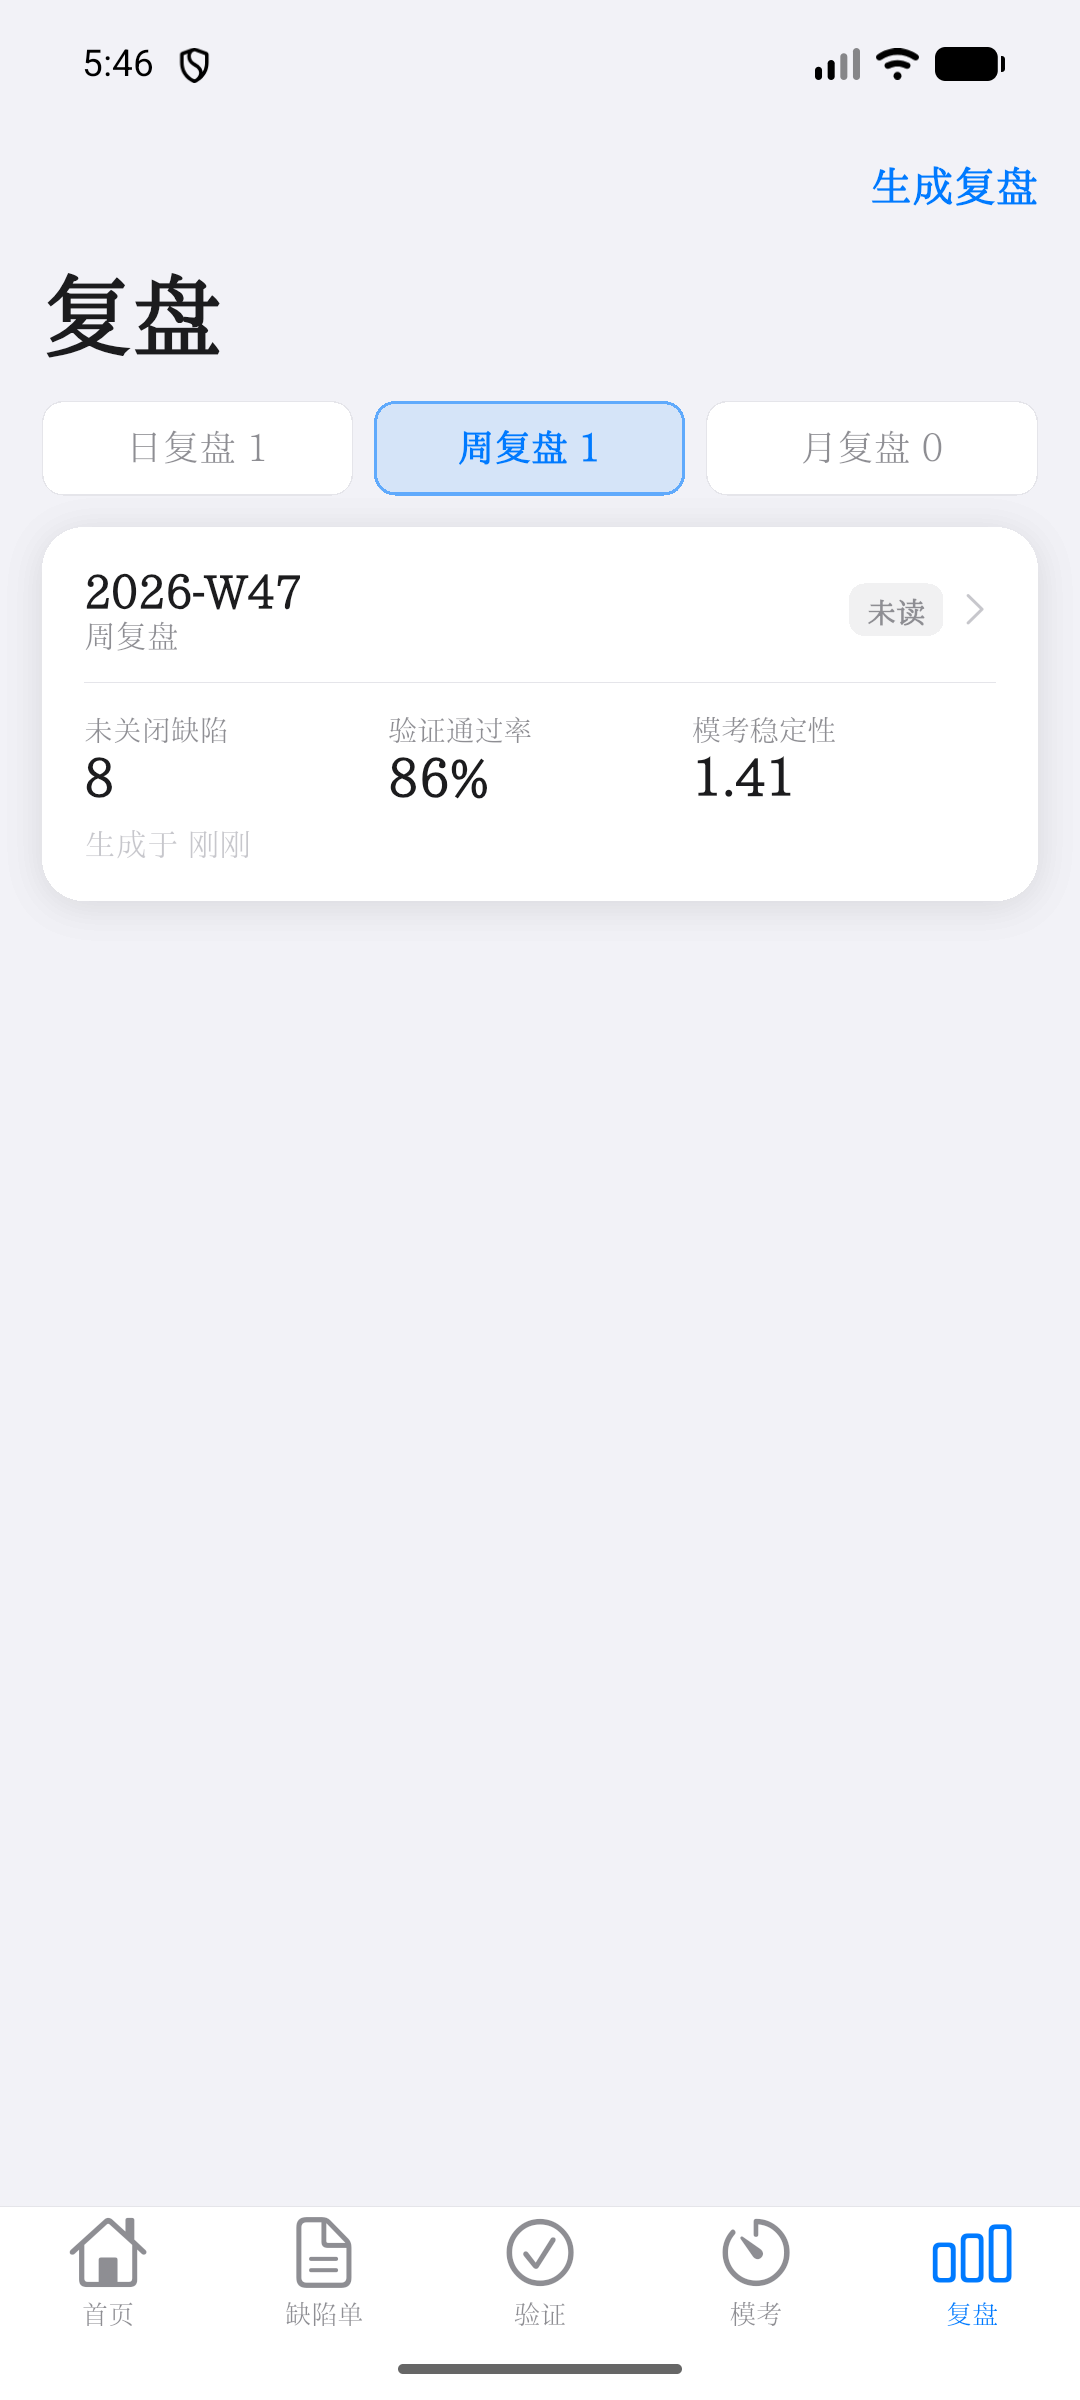 5:46
生成复盘
复盘
日复盘 1
周复盘 1
月复盘 0
2026-W47
周复盘
未读
未关闭缺陷
验证通过率
模考稳定性
8
86%
1.41
生成于 刚刚
首页
缺陷单
验证
模考
复盘